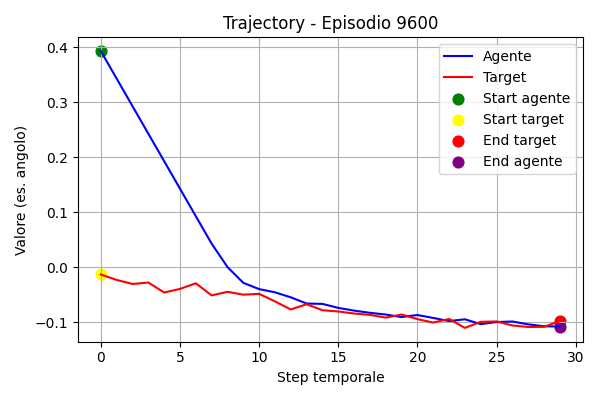 Trajectory - Episodio 9600
Valore (es. angolo)
0.4
0.3
0.2
0.1
0.0
−0.1
0
5
10
15
20
25
30
Step temporale
Agente
Target
Start agente
Start target
End target
End agente